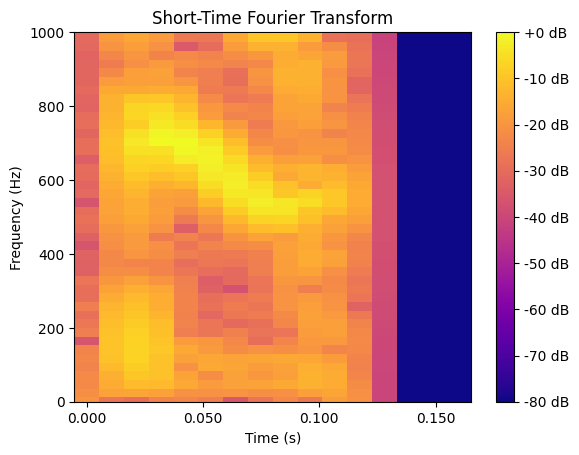 Short-Time Fourier Transform
1000
800
600
400
200
0
Frequency (Hz)
0.000
0.050
0.100
0.150
Time (s)
+0 dB
-10 dB
-20 dB
-30 dB
-40 dB
-50 dB
-60 dB
-70 dB
-80 dB